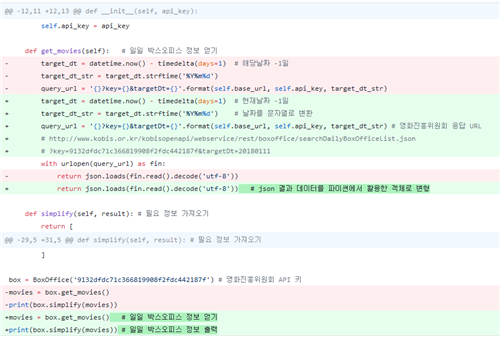 @@ -12,11 +12,13 @@ def __init__(self, api_key):
self.api_key = api_key
def get_movies(self):   # 일일 박스오피스 정보 얻기
-        target_dt = datetime.now() - timedelta(days=1)  # 해당날짜 -1일
-        target_dt_str = target_dt.strftime('%Y%m%d')
-        query_url = '{}?key={}&targetDt={}'.format(self.base_url, self.api_key, target_dt_str)
+        target_dt = datetime.now() - timedelta(days=1)  # 현재날짜 -1일
+        target_dt_str = target_dt.strftime('%Y%m%d')    # 날짜를 문자열로 변환
+        query_url = '{}?key={}&targetDt={}'.format(self.base_url, self.api_key, target_dt_str) # 영화진흥위원회 응답 URL
+        # http://www.kobis.or.kr/kobisopenapi/webservice/rest/boxoffice/searchDailyBoxOfficeList.json
+        # ?key=9132dfdc71c366819908f2fdc442187f&targetDt=20180111
with urlopen(query_url) as fin:
-            return json.loads(fin.read().decode('utf-8'))
+            return json.loads(fin.read().decode('utf-8'))   # json 결과 데이터를 파이썬에서 활용한 객체로 변형
def simplify(self, result): # 필요 정보 가져오기
return [
@@ -29,5 +31,5 @@ def simplify(self, result): # 필요 정보 가져오기
]
box = BoxOffice('9132dfdc71c366819908f2fdc442187f') # 영화진흥위원회 API 키
-movies = box.get_movies()
-print(box.simplify(movies))
+movies = box.get_movies()   # 일일 박스오피스 정보 얻기
+print(box.simplify(movies)) # 일일 박스오피스 정보 출력